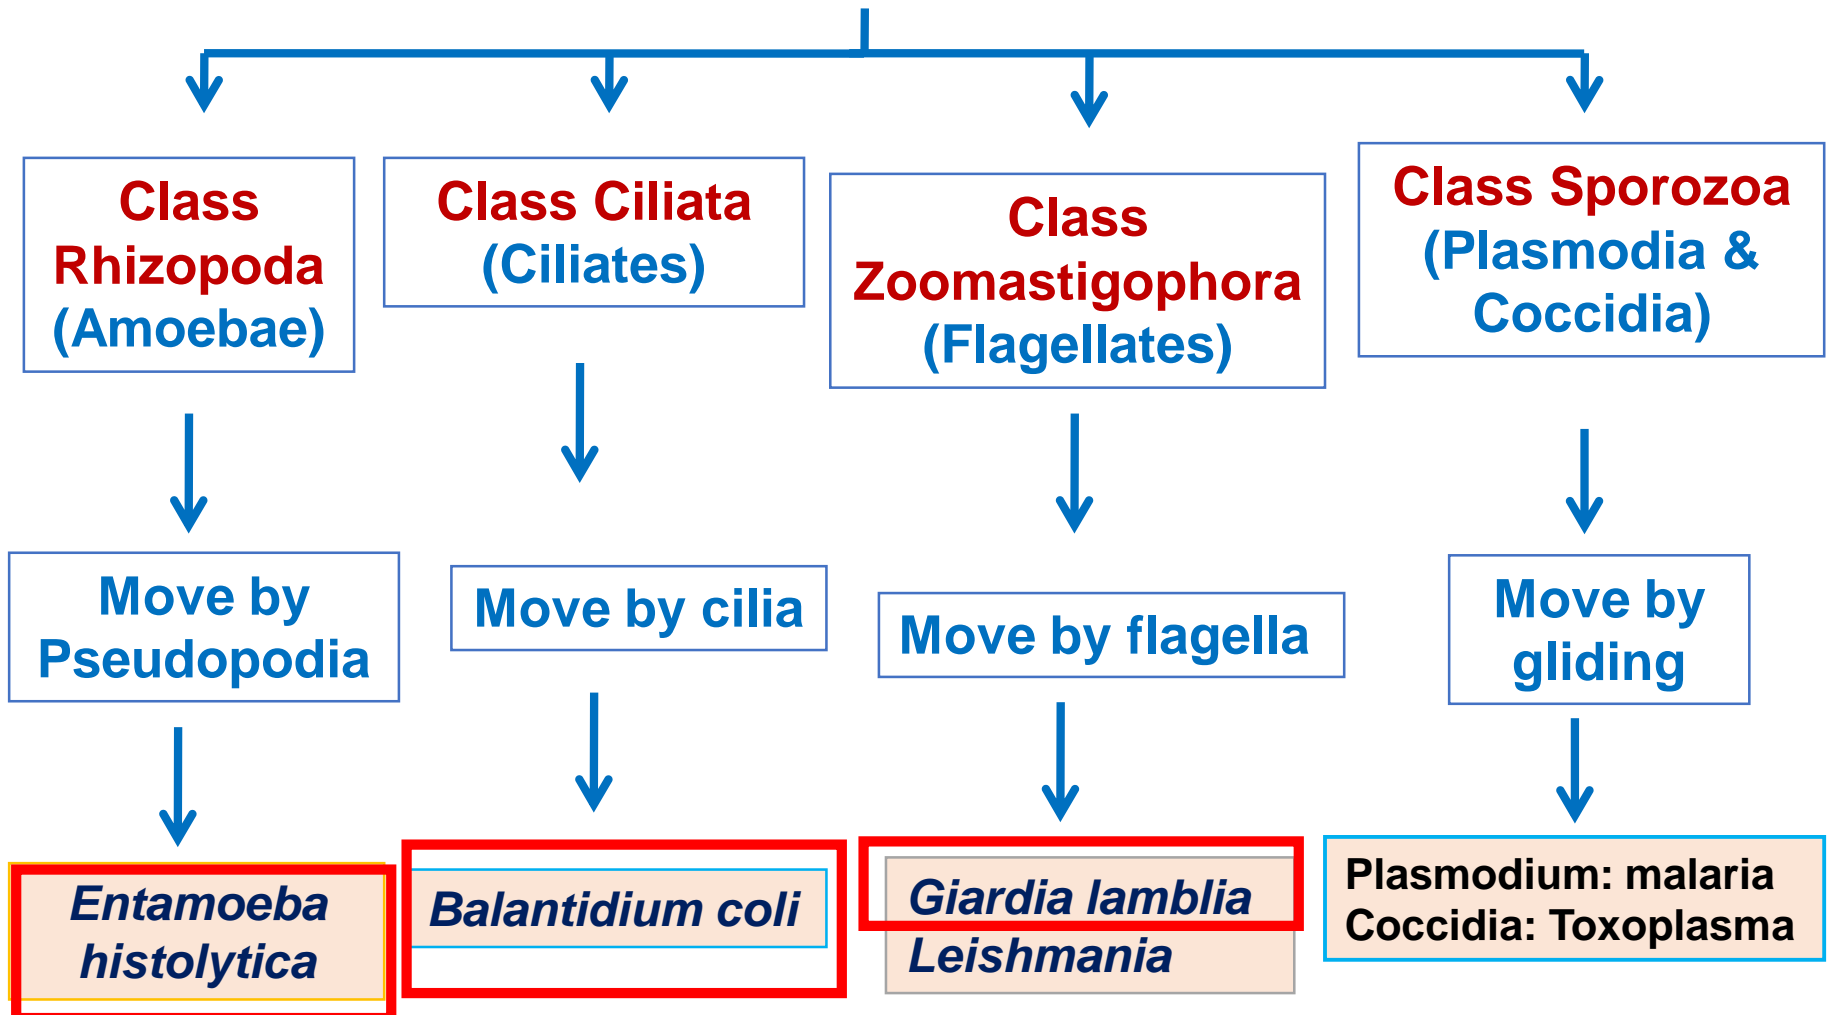 Class
Rhizopoda
(Amoebae)
Class Ciliata
(Ciliates)
Class
Zoomastigophora
(Flagellates)
Class Sporozoa
(Plasmodia &
Coccidia)
Move by
Pseudopodia
Move by cilia
Move by flagella
Move by
gliding
Entamoeba
histolytica
Balantidium coli
Giardia lamblia
Leishmania
Plasmodium: malaria
Coccidia: Toxoplasma